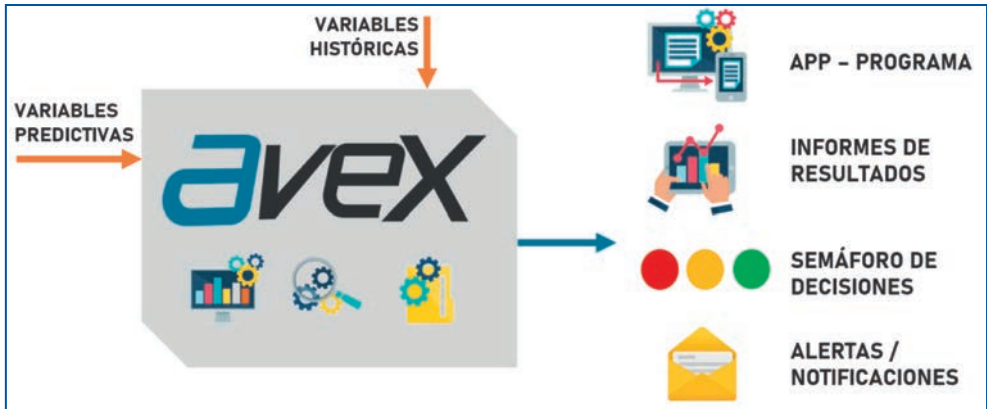 VARIABLES
HISTÓRICAS
VARIABLES
PREDICTIVAS
avex
APP – PROGRAMA
INFORMES DE
RESULTADOS
SEMÁFORO DE
DECISIONES
ALERTAS /
NOTIFICACIONES